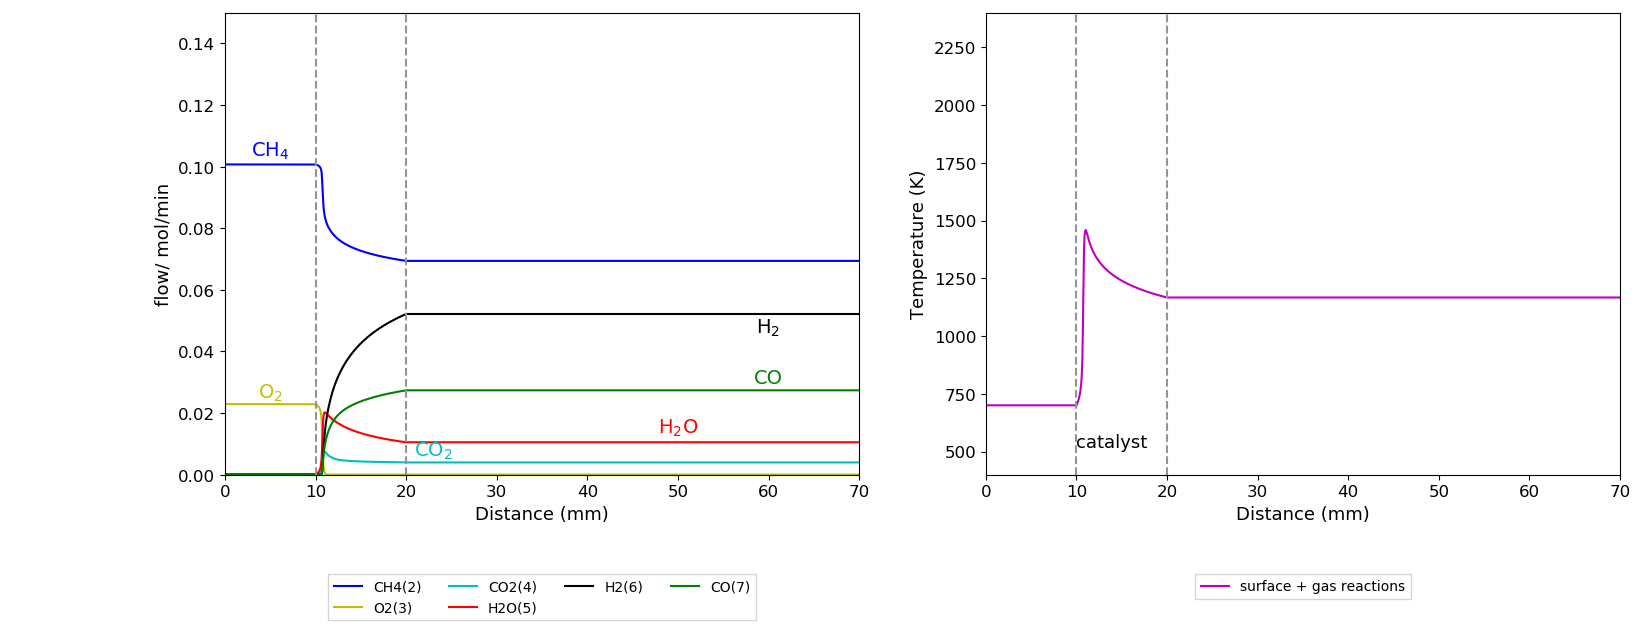 0.14
0.12
0.10
0.08
0.06
0.04
0.02
0.00
flow/ mol/min
CH4
O2
H2
CO
H2O
CO2
0 10 20 30 40 50 60 70
Distance (mm)
CH4(2) CO2(4) H2(6) CO(7)
O2(3) H2O(5)
2250
2000
1750
1500
1250
1000
750
500
Temperature (K)
catalyst
0 10 20 30 40 50 60 70
Distance (mm)
surface + gas reactions